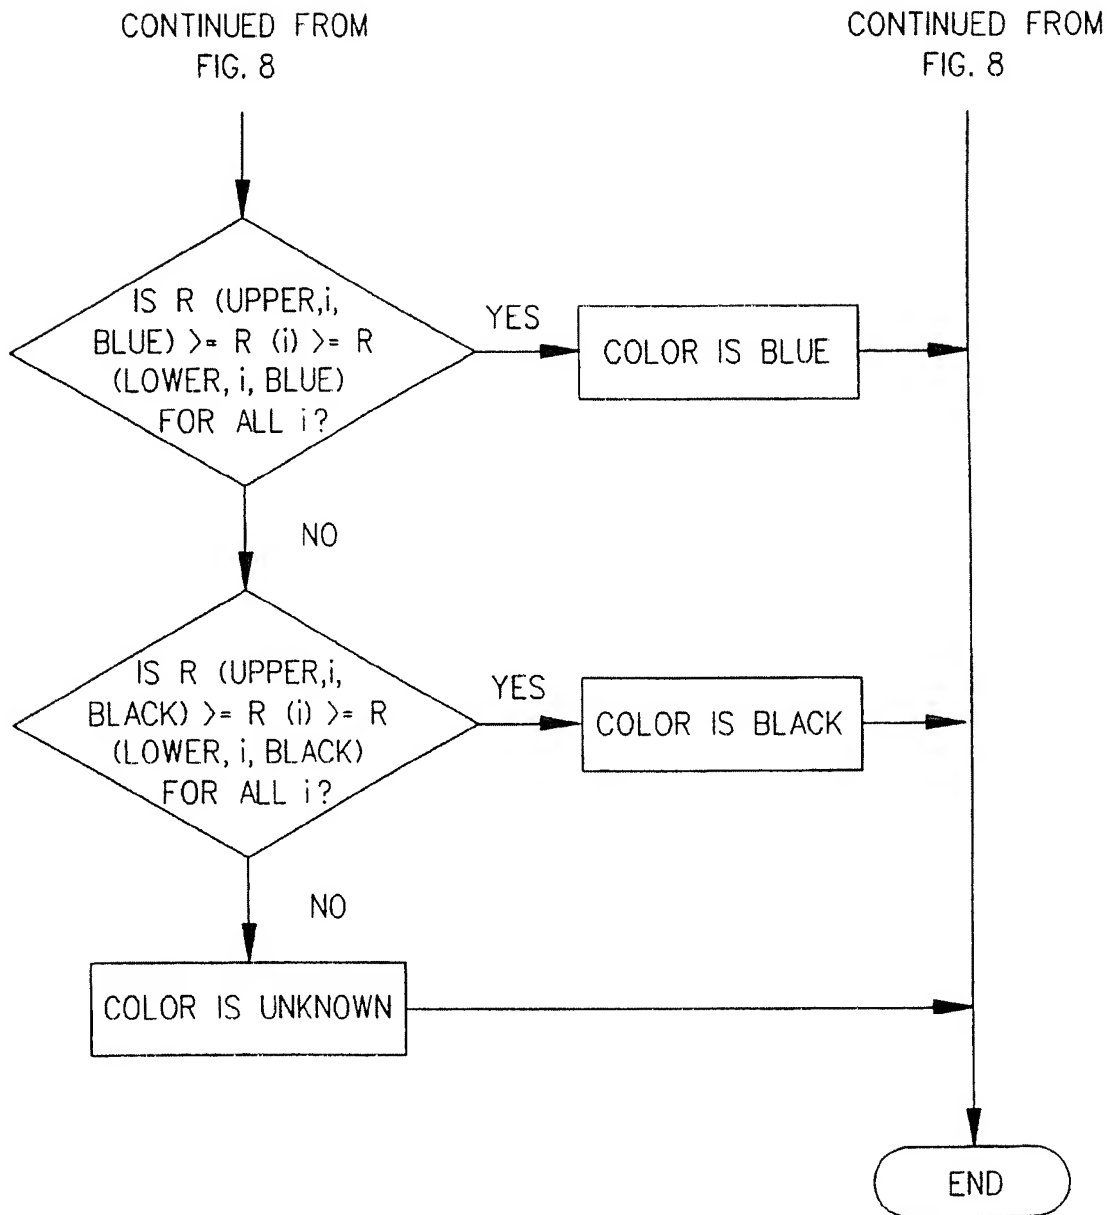 CONTINUED FROM
FIG. 8
CONTINUED FROM
FIG. 8
IS R (UPPER,i,
BLUE) >= R (i) >= R
(LOWER, i, BLUE)
FOR ALL i?
YES
COLOR IS BLUE
NO
IS R (UPPER,i,
BLACK) >= R (i) >= R
(LOWER, i, BLACK)
FOR ALL i?
YES
COLOR IS BLACK
NO
COLOR IS UNKNOWN
END